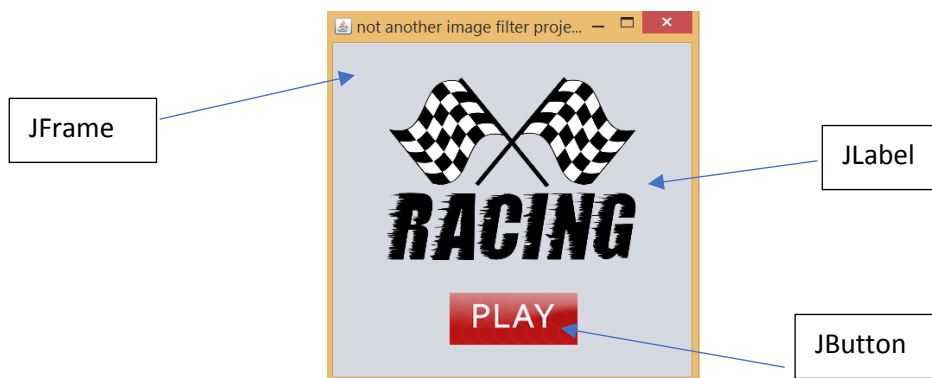 not another image filter proje...
JFrame
JLabel
RACING
PLAY
JButton